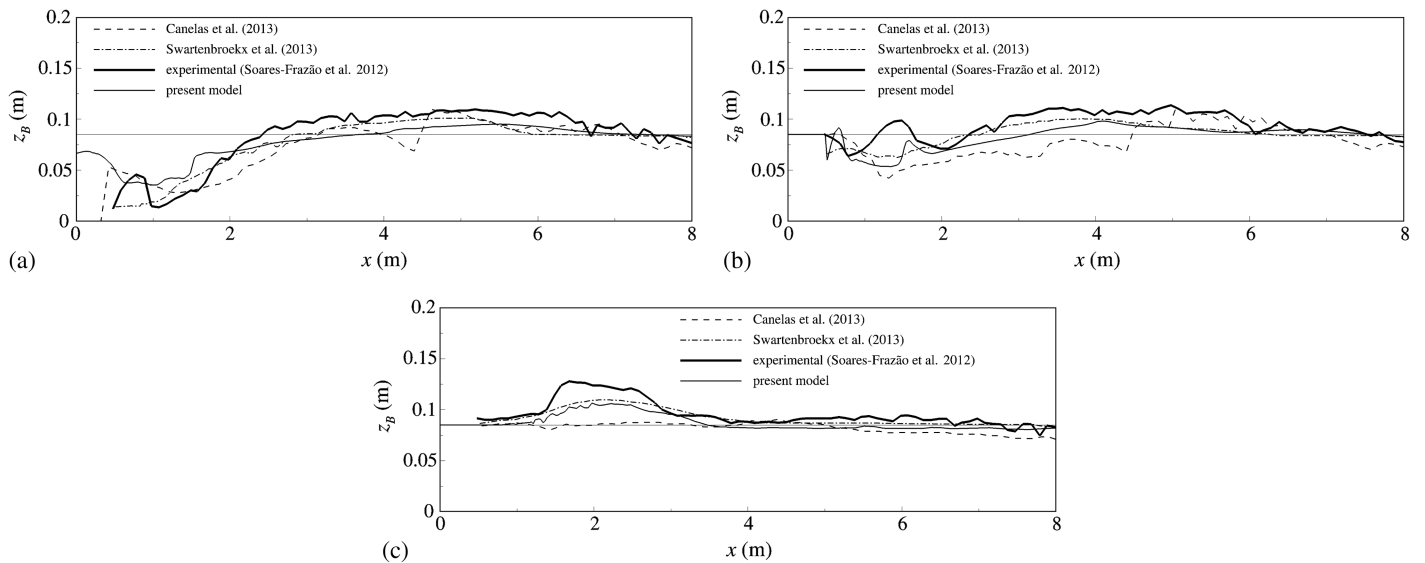 0.2
0.15
0.1
0.05
0
z_B (m)
Canelas et al. (2013)
Swartenbroekx et al. (2013)
experimental (Soares-Frazão et al. 2012)
present model
0 2 4 6 8
x (m)
(a)
0.2
0.15
0.1
0.05
0
z_B (m)
Canelas et al. (2013)
Swartenbroekx et al. (2013)
experimental (Soares-Frazão et al. 2012)
present model
0 2 4 6 8
x (m)
(b)
0.2
0.15
0.1
0.05
0
z_B (m)
Canelas et al. (2013)
Swartenbroekx et al. (2013)
experimental (Soares-Frazão et al. 2012)
present model
0 2 4 6 8
x (m)
(c)